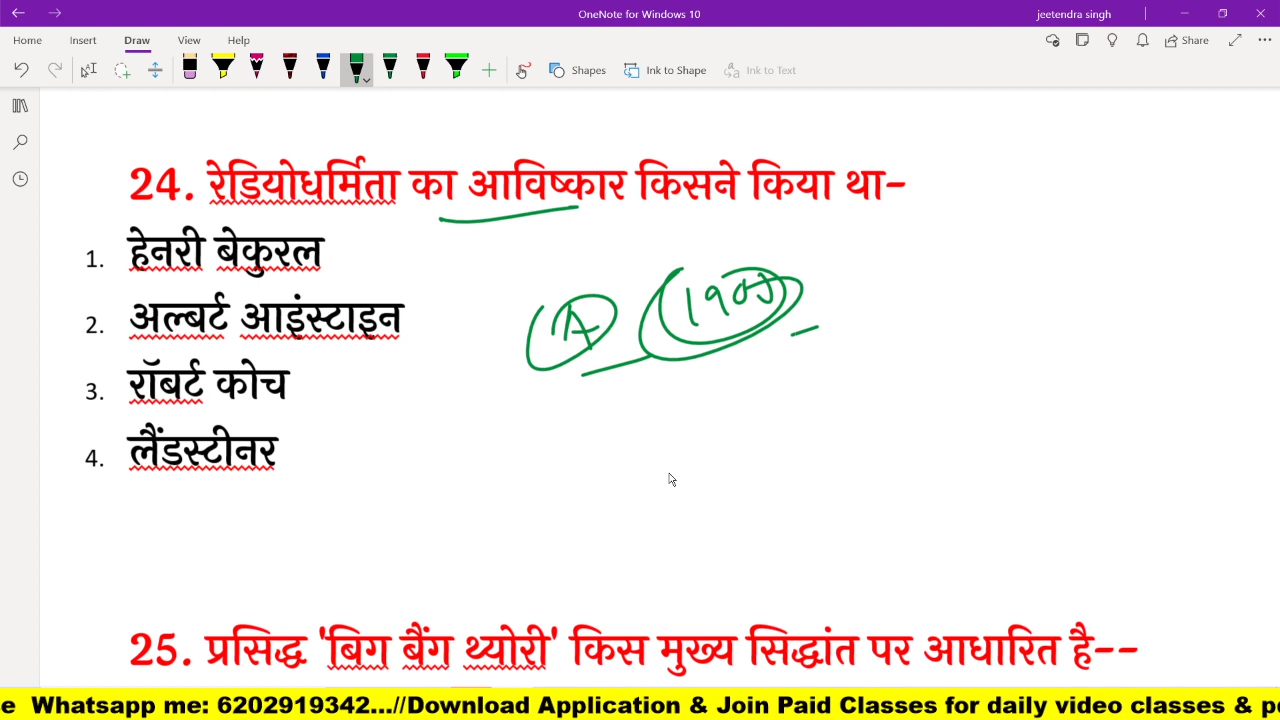 OneNote for Windows 10
jeetendra singh
Home Insert Draw View Help
Share
Shapes
Ink to Shape
Ink to Text
24. रेडियोधर्मिता का आविष्कार किसने किया था-
1. हेनरी बेकुरल
2. अल्बर्ट आइंस्टाइन
3. रॉबर्ट कोच
4. लैंडस्टीनर
A
25. प्रसिद्ध 'बिग बैंग थ्योरी' किस मुख्य सिद्धांत पर आधारित है--
Whatsapp me: 6202919342...//Download Application & Join Paid Classes for daily video classes &